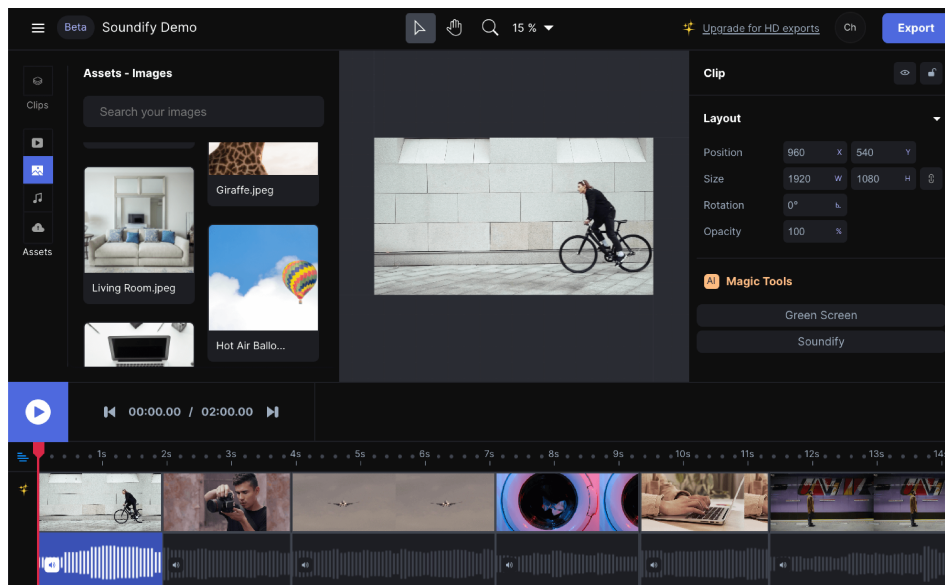 Beta Soundify Demo 15 % Upgrade for HD exports Ch Export
Assets - Images
Clip
Search your images
Clips
Layout
Position 960 X 540 Y
Size 1920 W 1080 H
Rotation 0°
Opacity 100 %
Giraffe.jpeg
Assets
Living Room.jpeg
AI Magic Tools
Green Screen
Soundify
Hot Air Ballo...
00:00.00 / 02:00.00
1s 2s 3s 4s 5s 6s 7s 8s 9s 10s 11s 12s 13s 14